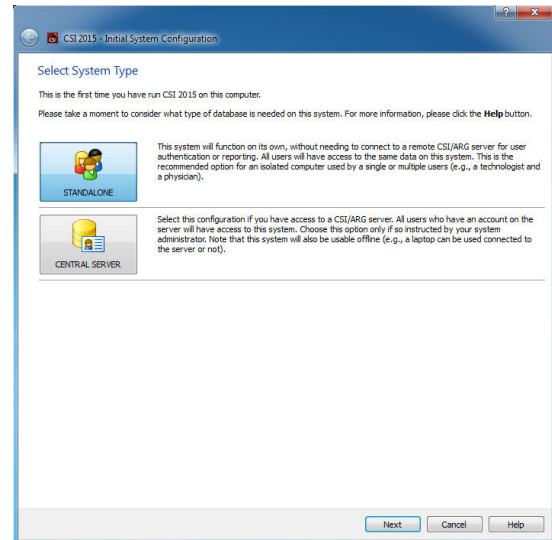 CSI 2015 - Initial System Configuration
Select System Type
This is the first time you have run CSI 2015 on this computer.
Please take a moment to consider what type of database is needed on this system. For more information, please click the Help button.
This system will function on its own, without needing to connect to a remote CSI/ARG server for user
authentication or reporting. All users will have access to the same data on this system. This is the
recommended option for an isolated computer used by a single or multiple users (e.g., a technologist and
a physician).
STANDALONE
Select this configuration if you have access to a CSI/ARG server. All users who have an account on the
server will have access to this system. Choose this option only if so instructed by your system
administrator. Note that this system will also be usable offline (e.g., a laptop can be used connected to
the server or not).
CENTRAL SERVER
Next Cancel Help